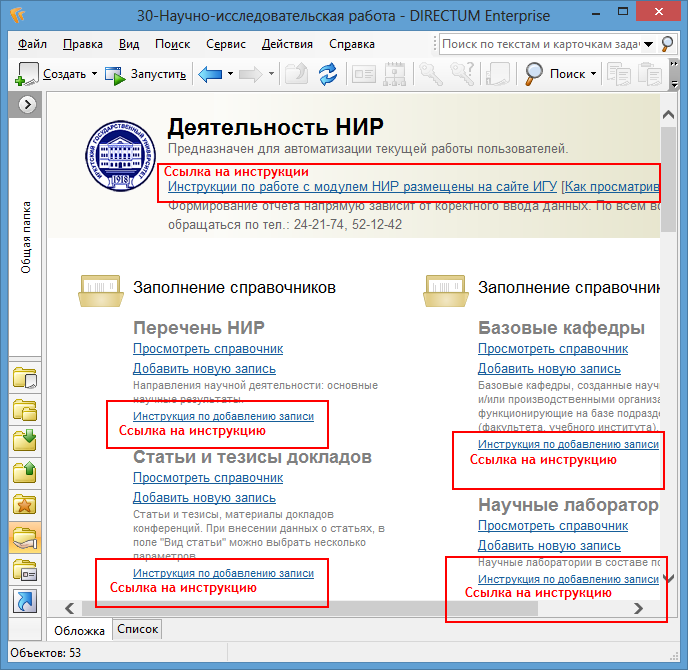 30-Научно-исследовательская работа - DIRECTUM Enterprise
Файл Правка Вид Поиск Сервис Действия Справка
Поиск по текстам и карточкам задач
Создать Запустить Поиск
Общая папка
Деятельность НИР
Предназначен для автоматизации текущей работы пользователей.
Ссылка на инструкции
Инструкции по работе с модулем НИР размещены на сайте ИГУ [Как просматрив
Формирование отчета напрямую зависит от коректного ввода данных. По всем во
обращаться по тел.: 24-21-74, 52-12-42
Заполнение справочников
Перечень НИР
Просмотреть справочник
Добавить новую запись
Направления научной деятельности: основные
научные результаты.
Инструкция по добавлению записи
Ссылка на инструкцию
Статьи и тезисы докладов
Просмотреть справочник
Добавить новую запись
Статьи и тезисы, материалы докладов
конференций. При внесении данных о статьях, в
поле "Вид статьи" можно выбрать несколько
параметров
Инструкция по добавлению записи
Ссылка на инструкцию
Заполнение справочник
Базовые кафедры
Просмотреть справочник
Добавить новую запись
Базовые кафедры, созданные науч
и/или производственными организа
функционирующие на базе подразде
(факультета, учебного института).
Инструкция по добавлению записи
Ссылка на инструкцию
Научные лаборатор
Просмотреть справочник
Добавить новую запись
Научные лаборатории в составе по
Инструкция по добавлению записи
Ссылка на инструкцию
Обложка Список
Объектов: 53